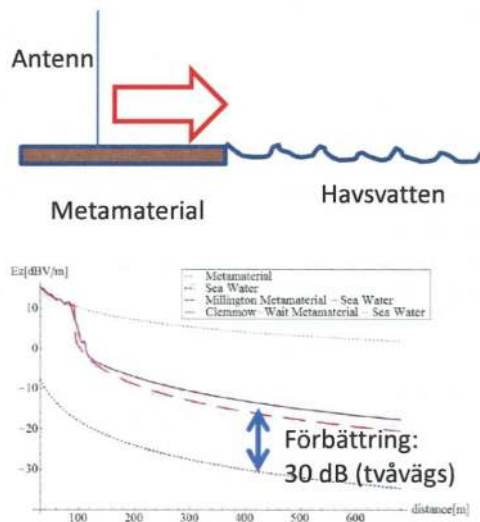 Antenn
Metamaterial
Havsvatten
Ez[dBV/m]
Metamaterial
Sea Water
Millington Metamaterial – Sea Water
Clemmow–Wait Metamaterial – Sea Water
10
0
−10
−20
−30
Förbättring:
30 dB (tvåvägs)
100
200
300
400
500
600
distance[m]